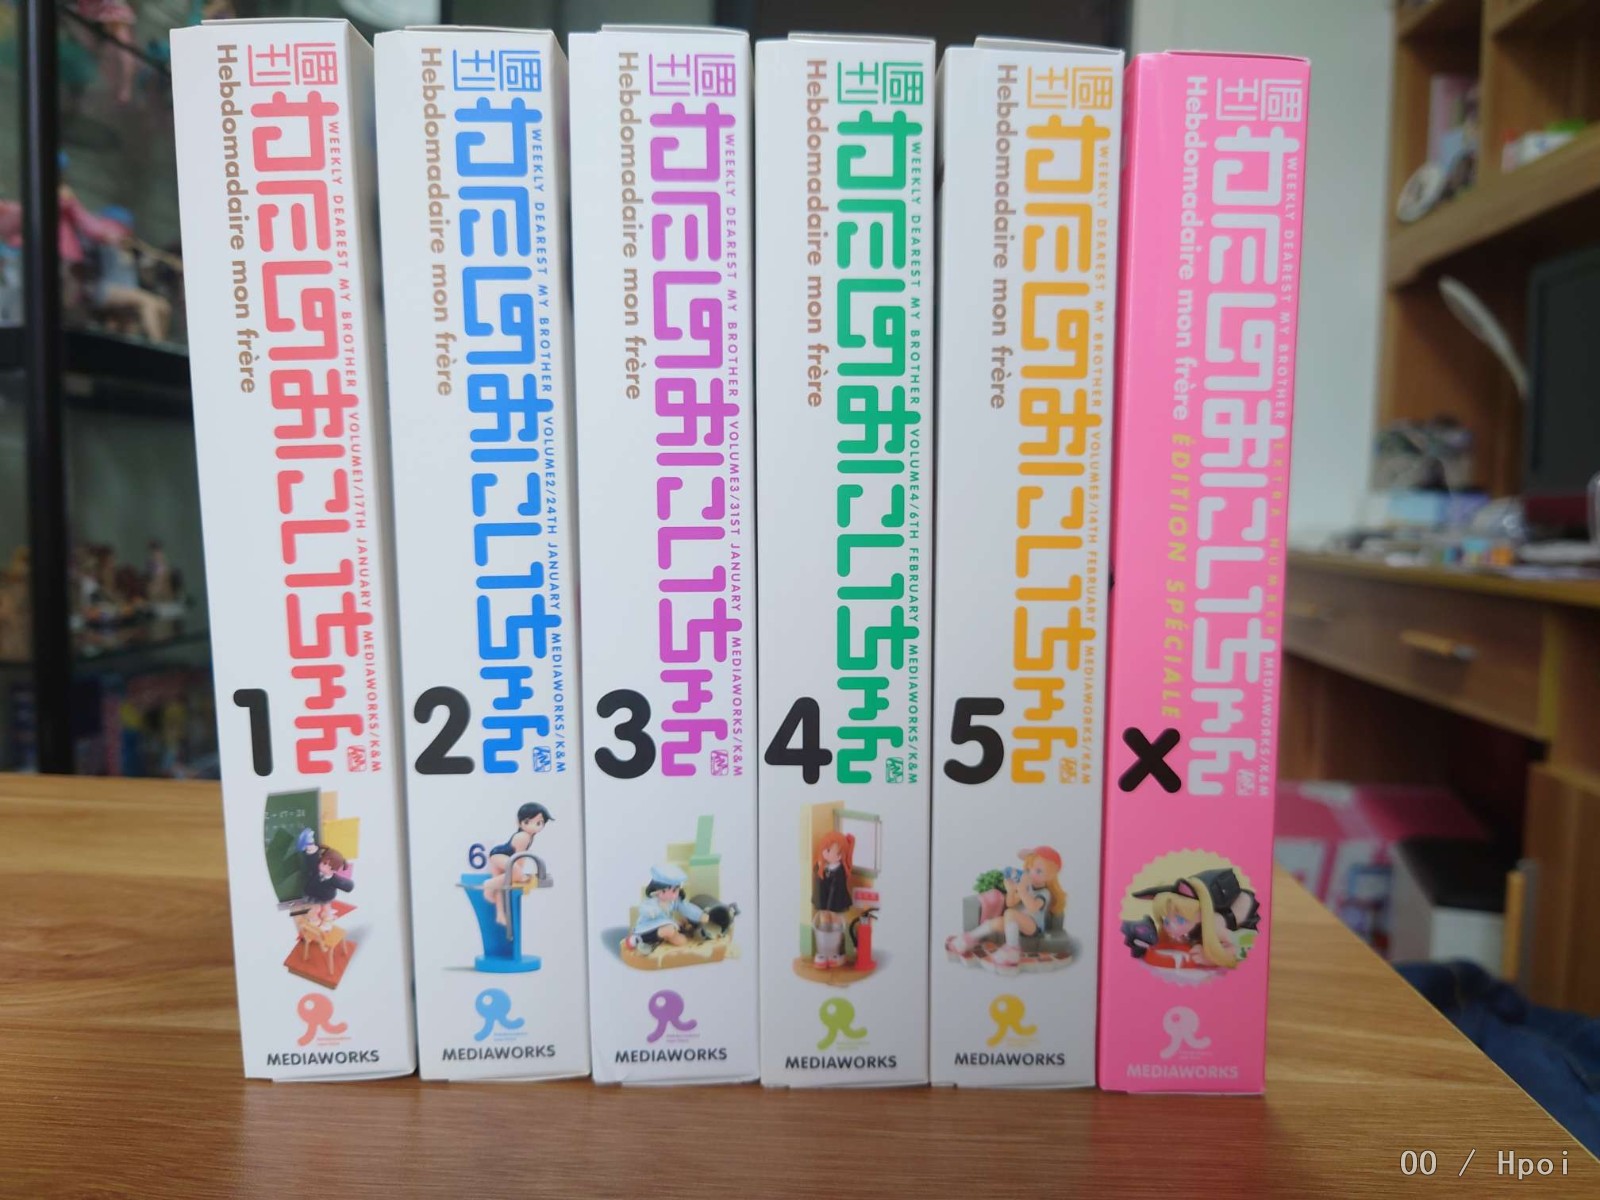 週刊
わたしのおにいちゃん
WEEKLY DEAREST MY BROTHER VOLUME1/17TH JANUARY MEDIAWORKS/K&M
Hebdomadaire mon frère
1
MEDIAWORKS
週刊
わたしのおにいちゃん
WEEKLY DEAREST MY BROTHER VOLUME2/24TH JANUARY MEDIAWORKS/K&M
Hebdomadaire mon frère
2
6
MEDIAWORKS
週刊
わたしのおにいちゃん
WEEKLY DEAREST MY BROTHER VOLUME3/31ST JANUARY MEDIAWORKS/K&M
Hebdomadaire mon frère
3
MEDIAWORKS
週刊
わたしのおにいちゃん
WEEKLY DEAREST MY BROTHER VOLUME4/6TH FEBRUARY MEDIAWORKS/K&M
Hebdomadaire mon frère
4
MEDIAWORKS
週刊
わたしのおにいちゃん
WEEKLY DEAREST MY BROTHER VOLUME5/14TH FEBRUARY MEDIAWORKS/K&M
Hebdomadaire mon frère
5
MEDIAWORKS
週刊
わたしのおにいちゃん
WEEKLY DEAREST MY BROTHER EXTRA NUMBER MEDIAWORKS/K&M
Hebdomadaire mon frère ÉDITION SPÉCIALE
X
MEDIAWORKS
00 / Hpoi